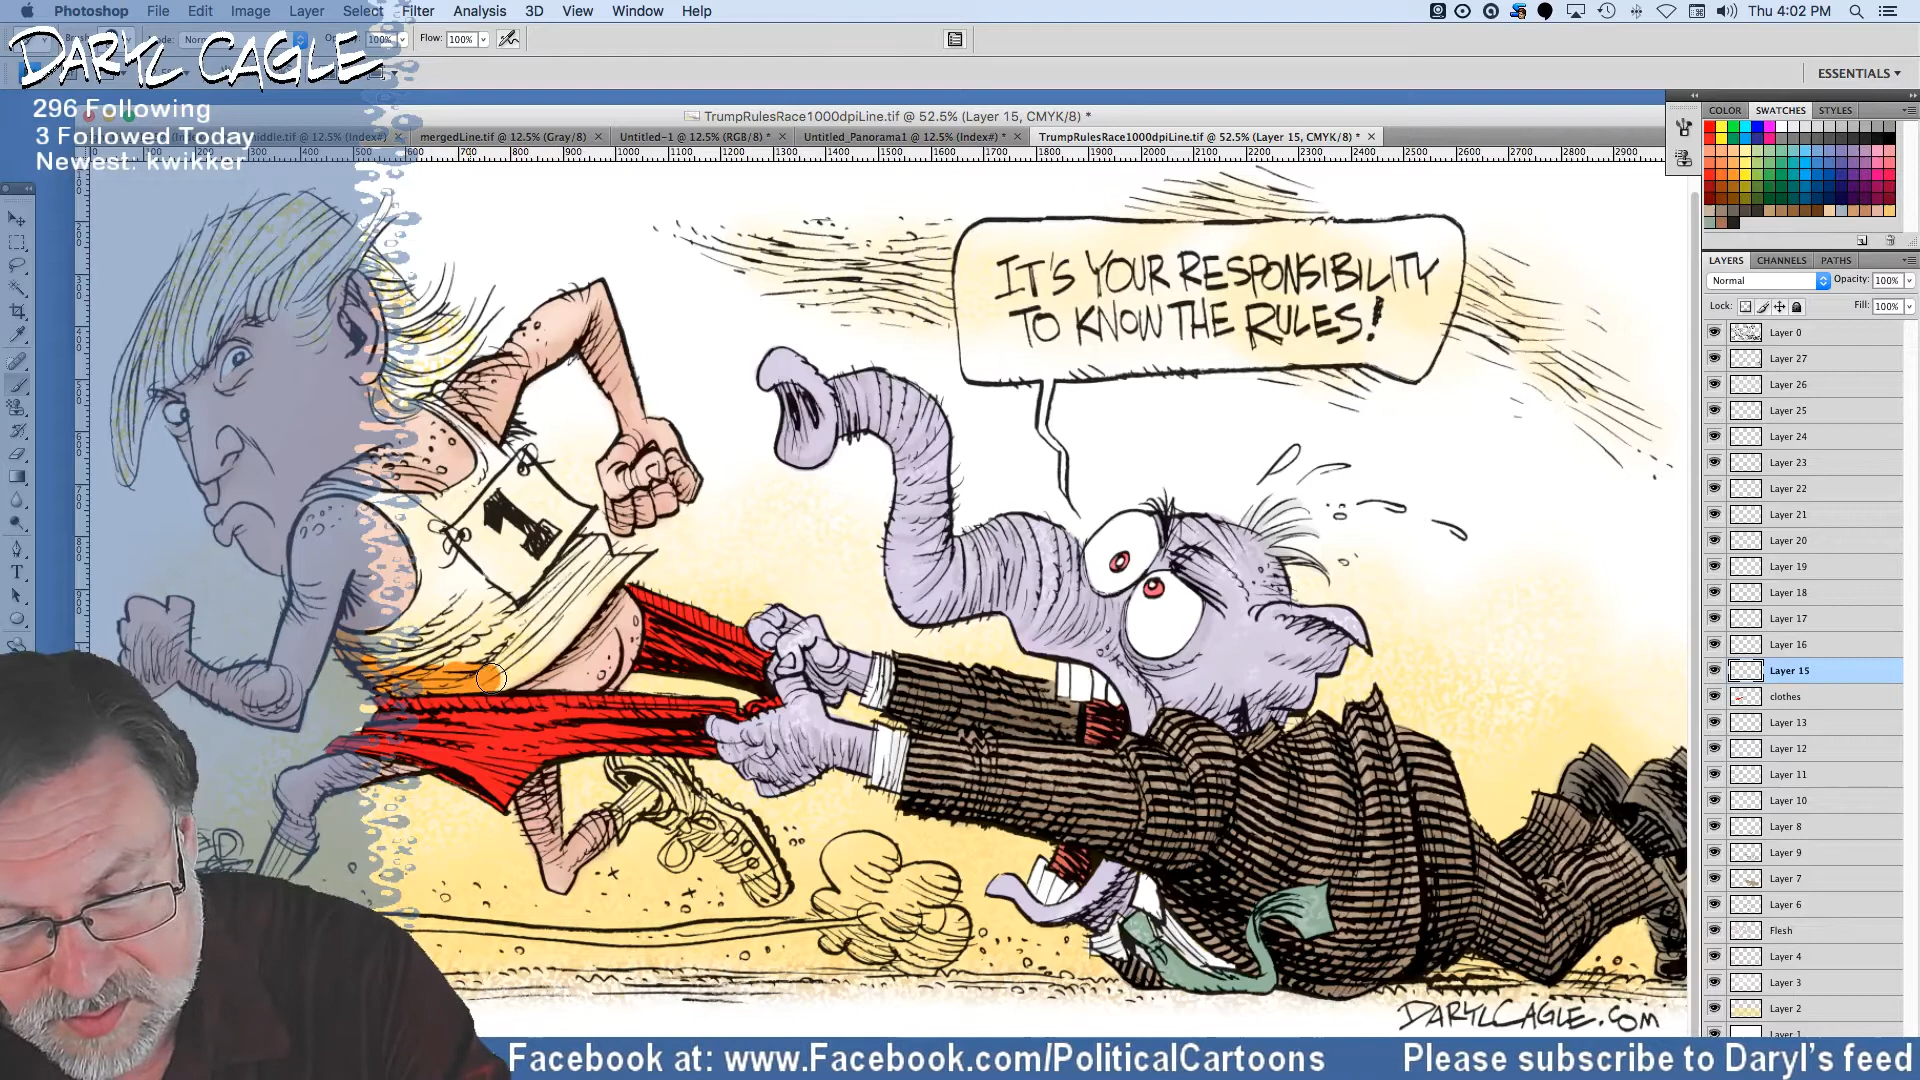 Photoshop File Edit Image Layer Select Filter Analysis 3D View Window Help
Thu 4:02 PM
100% Flow: 100%
DARYL CAGLE
ESSENTIALS
296 Following
3 Followed Today
Newest: kwikker
TrumpRulesRace1000dpiLine.tif @ 52.5% (Layer 15, CMYK/8) *
mergedLine.tif @ 12.5% (Gray/8)
Untitled-1 @ 12.5% (RGB/8) *
Untitled_Panorama1 @ 12.5% (Index#) *
TrumpRulesRace1000dpiLine.tif @ 52.5% (Layer 15, CMYK/8) *
COLOR SWATCHES STYLES
IT'S YOUR RESPONSIBILITY
TO KNOW THE RULES!
1
LAYERS CHANNELS PATHS
Normal Opacity: 100%
Lock: Fill: 100%
Layer 0
Layer 27
Layer 26
Layer 25
Layer 24
Layer 23
Layer 22
Layer 21
Layer 20
Layer 19
Layer 18
Layer 17
Layer 16
Layer 15
clothes
Layer 13
Layer 12
Layer 11
Layer 10
Layer 8
Layer 9
Layer 7
Layer 6
Flesh
Layer 4
Layer 3
Layer 2
Layer 1
DARYLCAGLE.COM
Facebook at: www.Facebook.com/PoliticalCartoons
Please subscribe to Daryl's feed